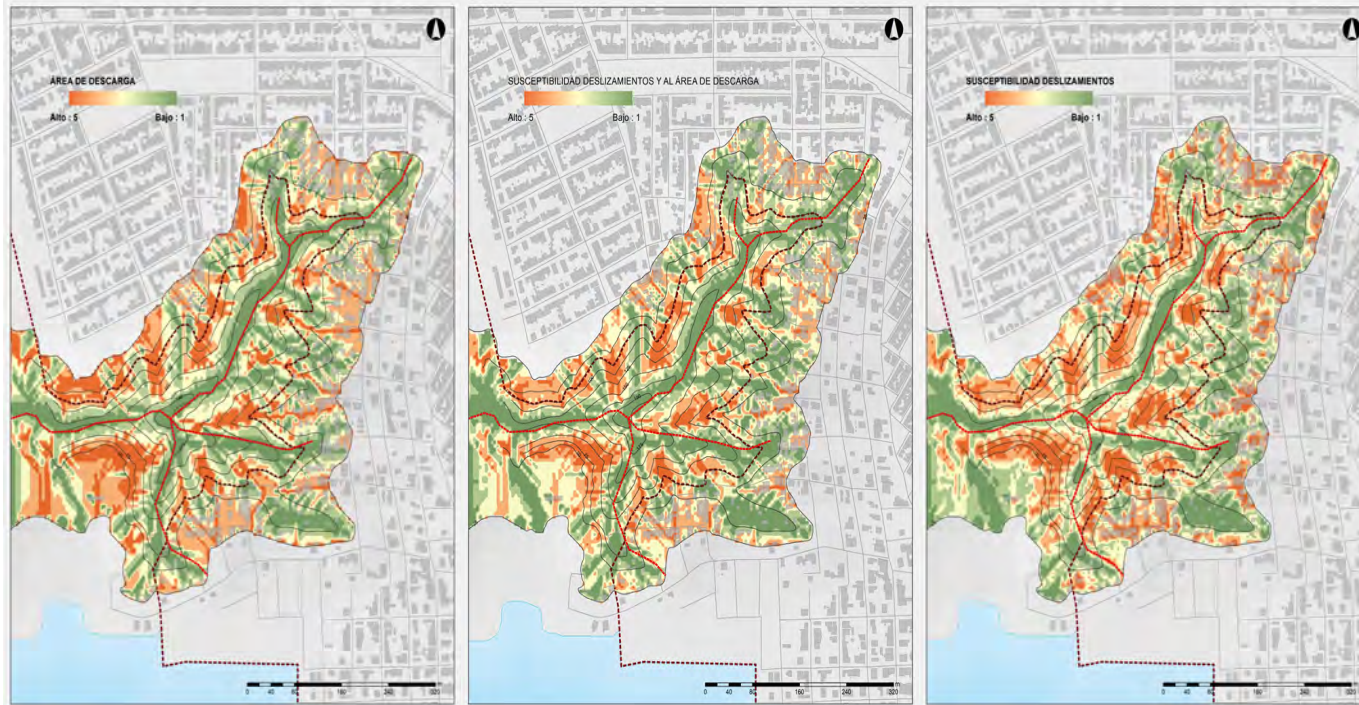 ÁREA DE DESCARGA
Alto : 5 Bajo : 1
0 40 80 160 240 320
SUSCEPTIBILIDAD DESLIZAMIENTOS Y AL ÁREA DE DESCARGA
Alto : 5 Bajo : 1
0 40 80 160 240 320
SUSCEPTIBILIDAD DESLIZAMIENTOS
Alto : 5 Bajo : 1
0 40 80 160 240 320